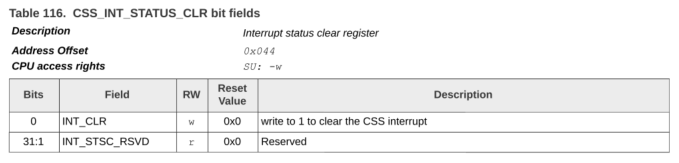 Table 116. CSS_INT_STATUS_CLR bit fields
Description Interrupt status clear register
Address Offset 0x044
CPU access rights SU: -w
Bits Field RW Reset Value Description
0 INT_CLR w 0x0 write to 1 to clear the CSS interrupt
31:1 INT_STSC_RSVD r 0x0 Reserved